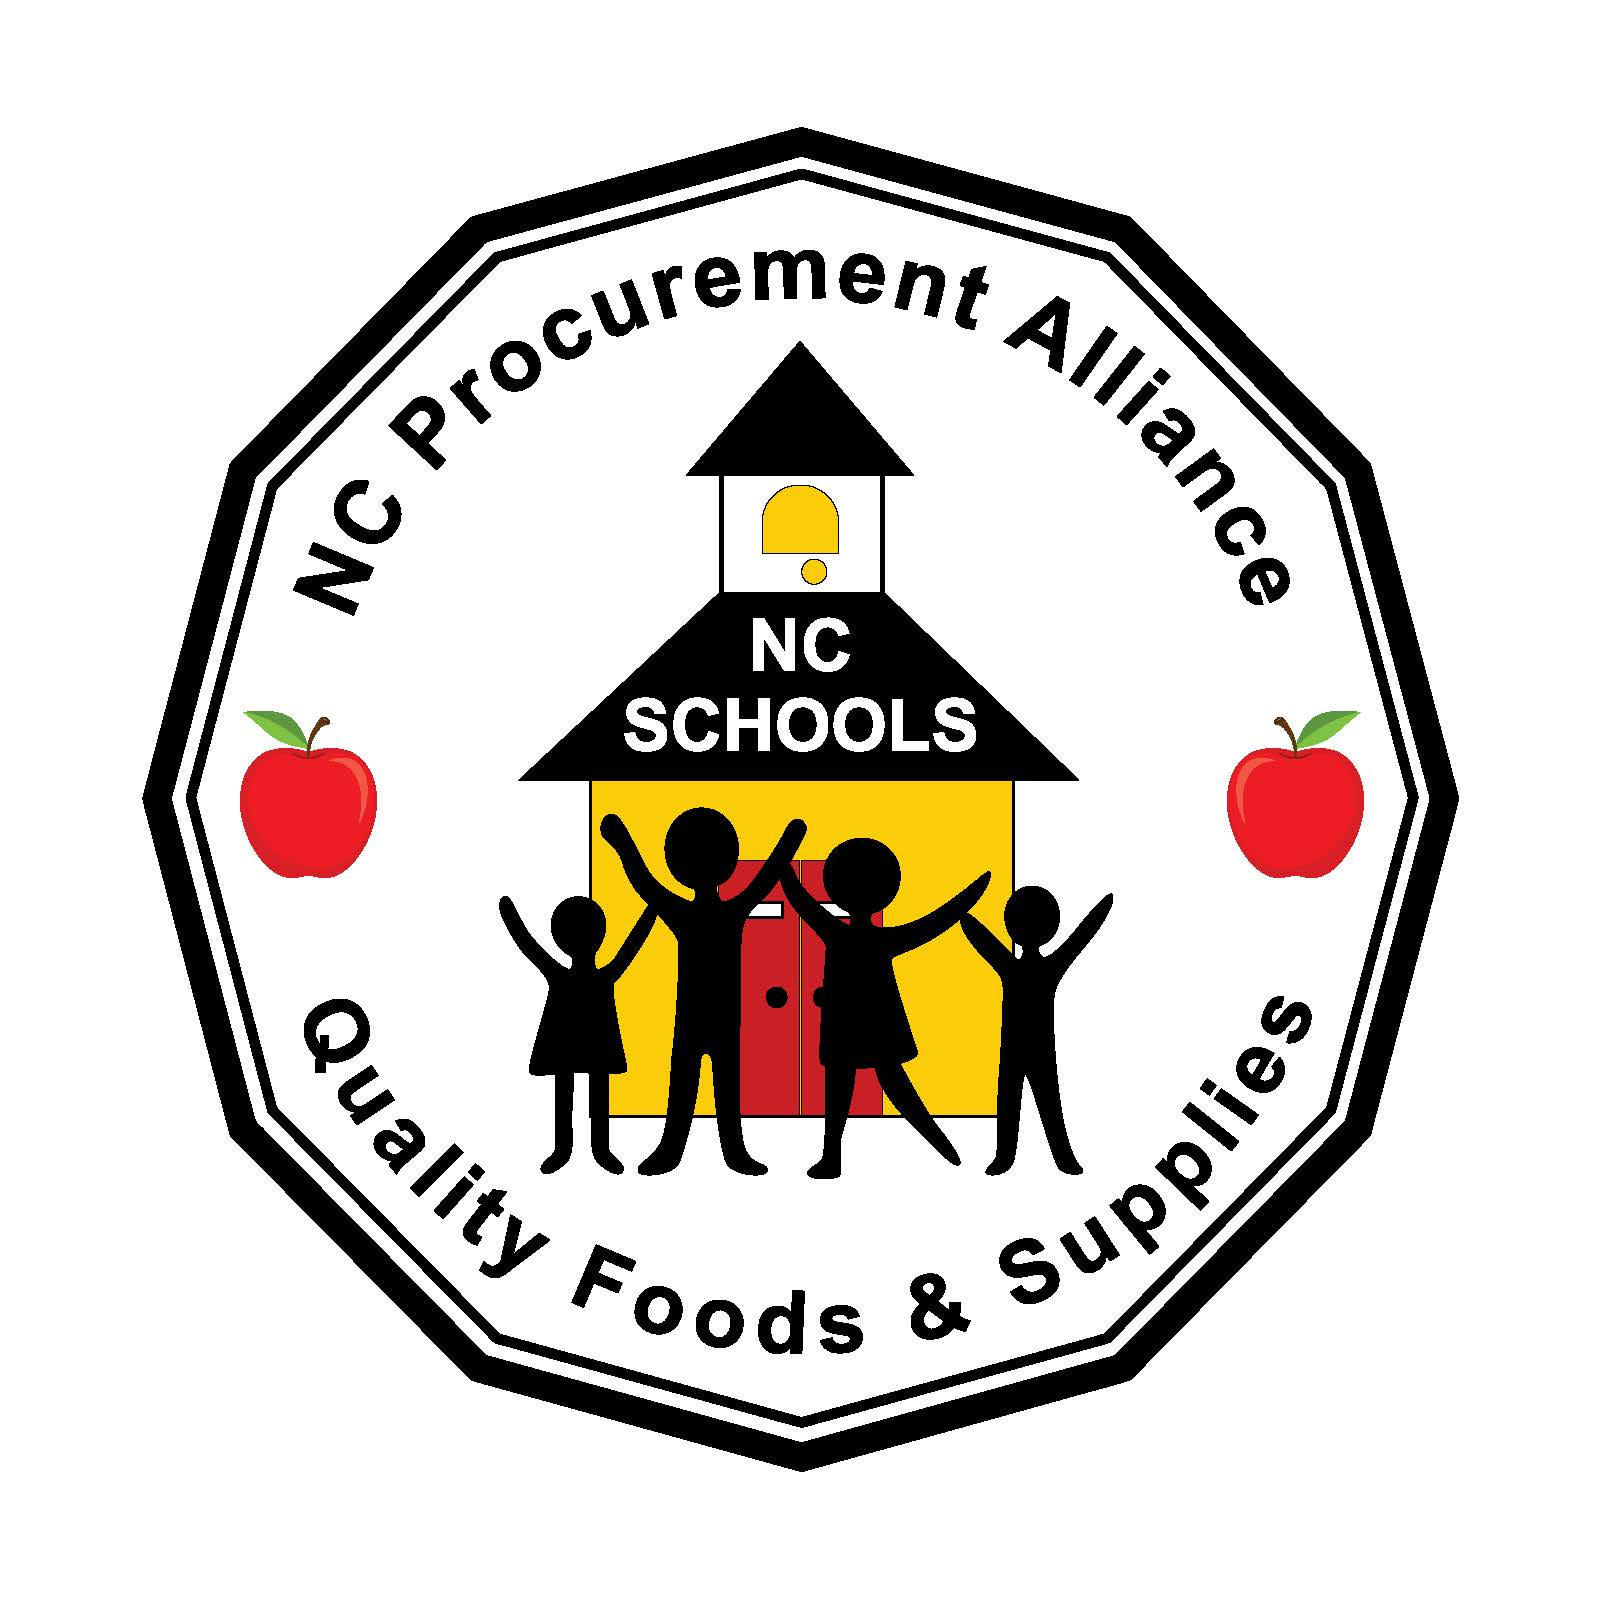 NC Procurement Alliance
NC
SCHOOLS
Quality Foods & Supplies